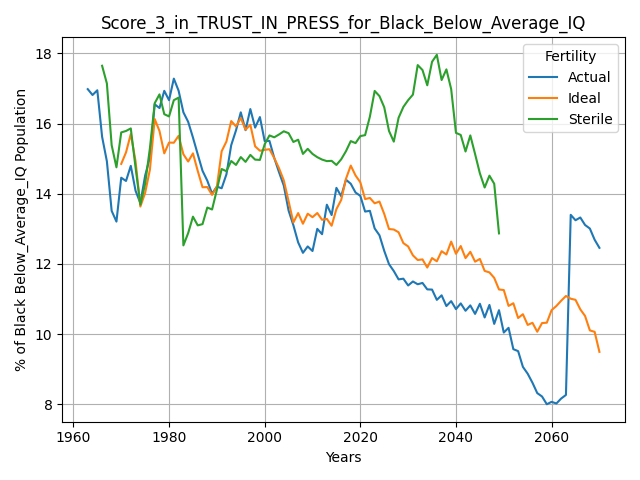 Score_3_in_TRUST_IN_PRESS_for_Black_Below_Average_IQ
% of Black Below_Average_IQ Population
18
16
14
12
10
8
Fertility
Actual
Ideal
Sterile
1960
1980
2000
2020
2040
2060
Years